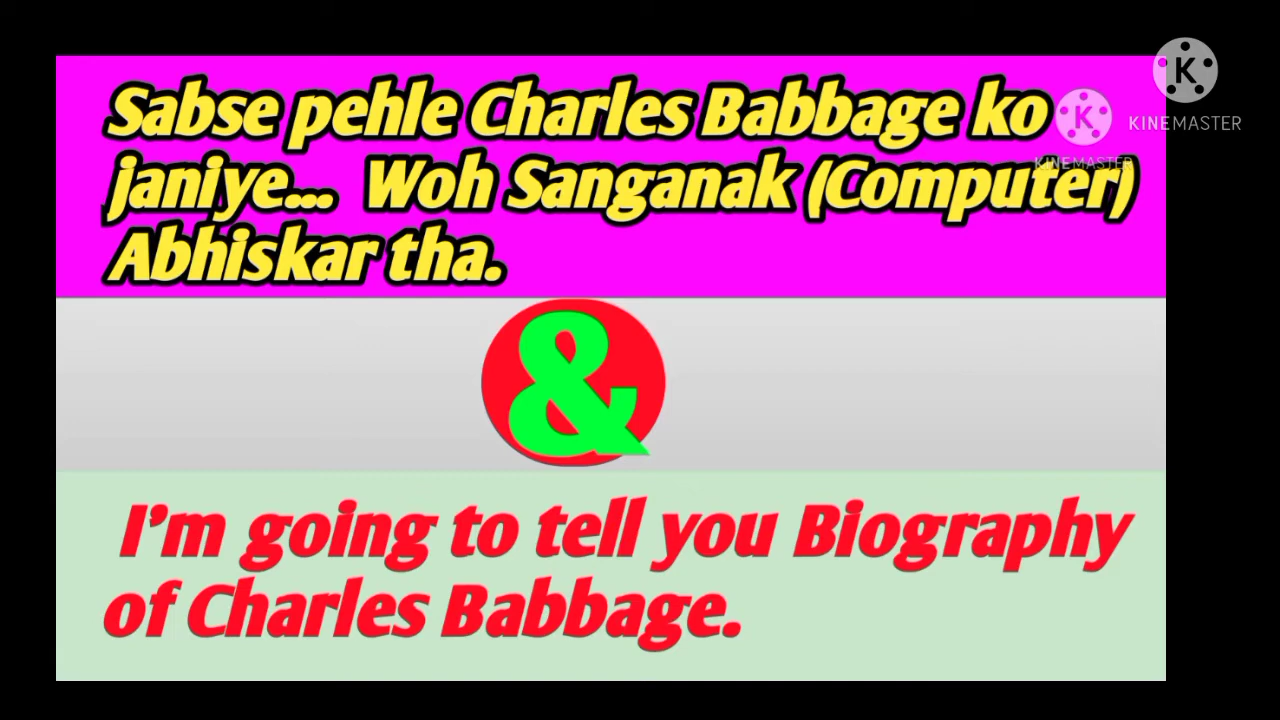 Sabse pehle Charles Babbage ko
janiye... Woh Sanganak (Computer)
Abhiskar tha.
&
I'm going to tell you Biography
of Charles Babbage.
K
KINEMASTER
K
KINEMASTER